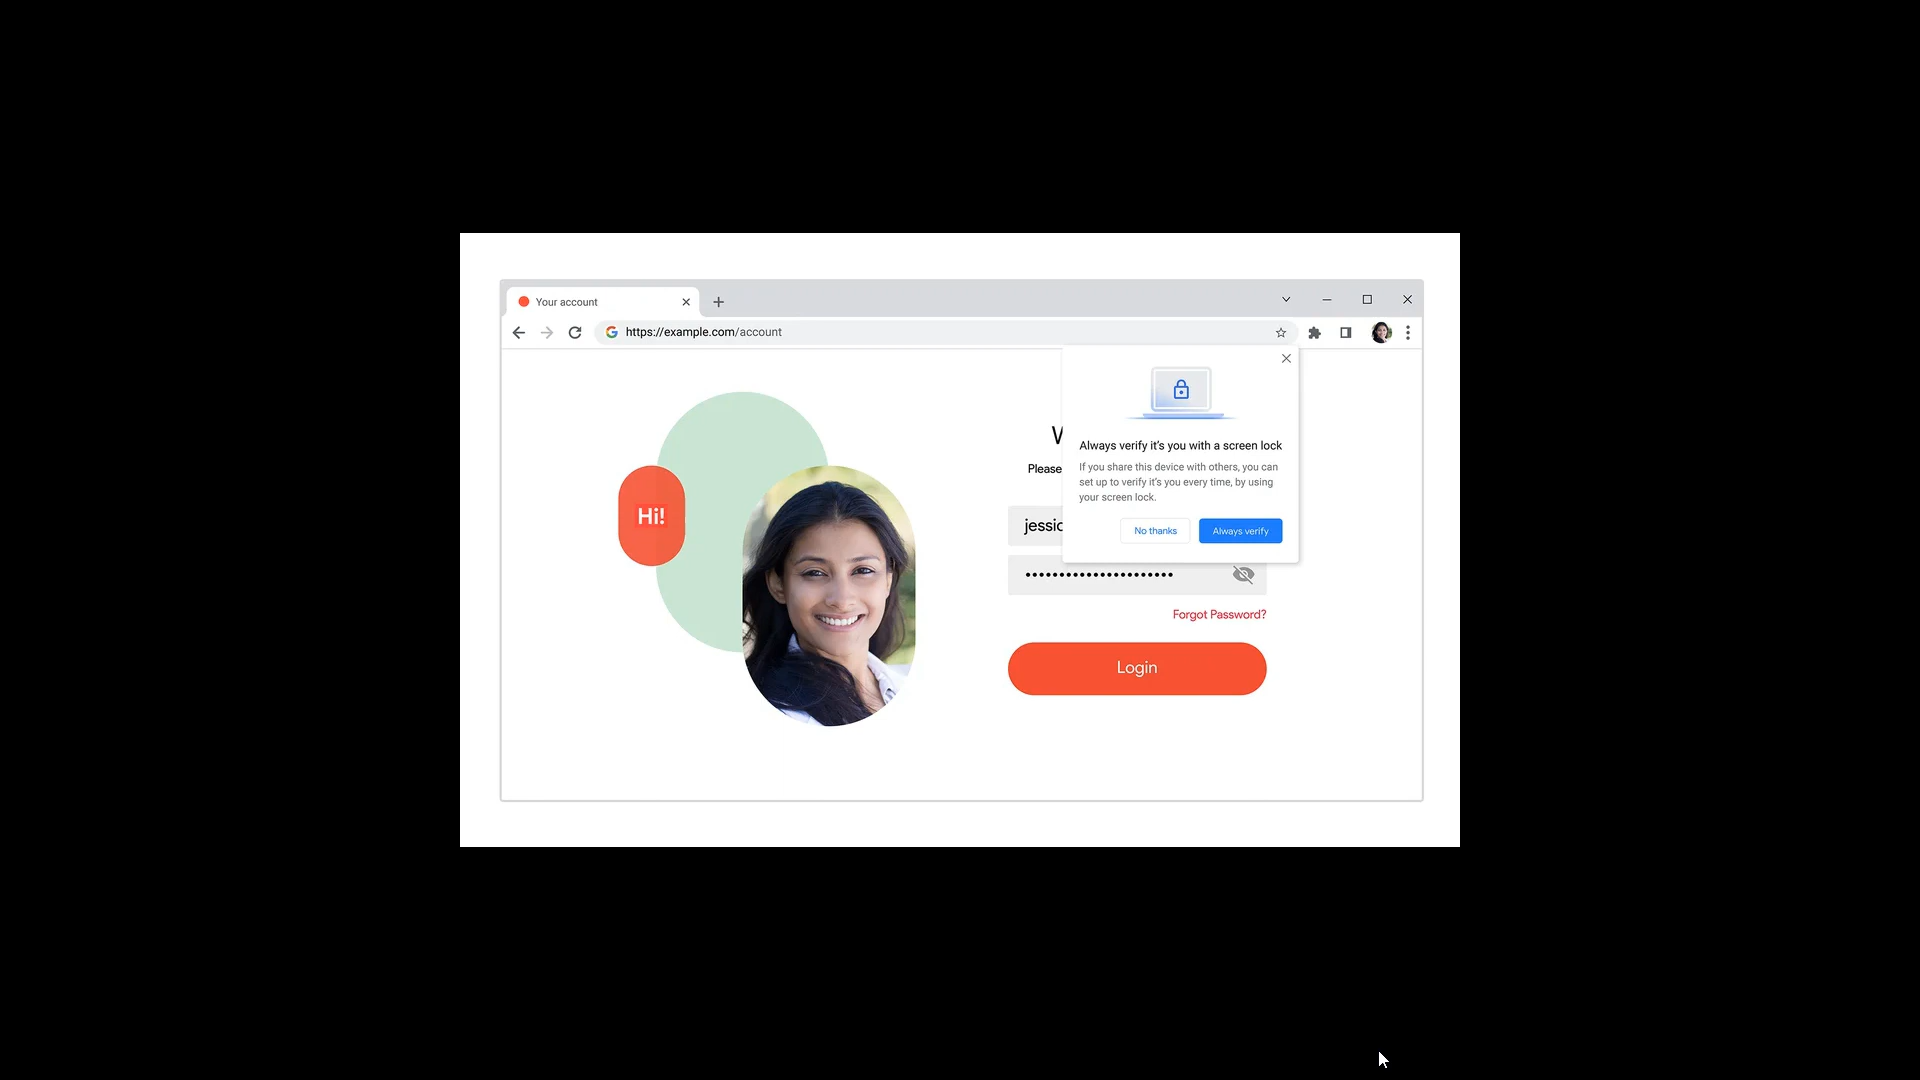 Your account
https://example.com/account
Hi!
Please
Always verify it's you with a screen lock
If you share this device with others, you can
set up to verify it's you every time, by using
your screen lock.
No thanks
Always verify
••••••••••••••••••••••
Forgot Password?
Login